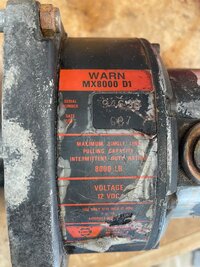 WARN
MX8000 D1
SERIAL
NUMBER
DATE
687
MAXIMUM SINGLE LINE
PULLING CAPACITY
INTERMITTENT DUTY RATING
8000 LB
VOLTAGE
12 VDC